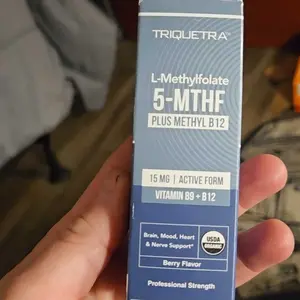 TRIQUETRA™
L-Methylfolate
5-MTHF
PLUS METHYL B12
15 MG | ACTIVE FORM
VITAMIN B9 + B12
Brain, Mood, Heart
& Nerve Support*
USDA
ORGANIC
Berry Flavor
Professional Strength